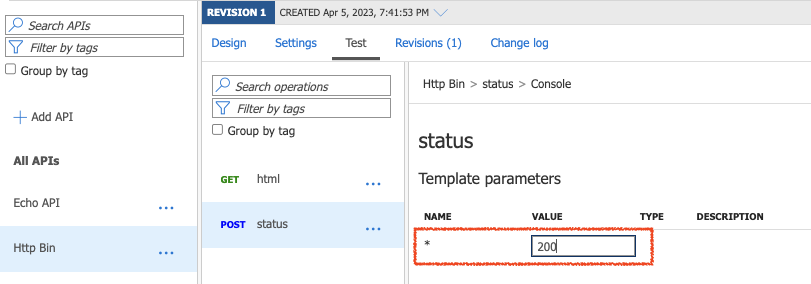 Search APIs
Filter by tags
Group by tag
Add API
All APIs
Echo API ...
Http Bin ...
REVISION 1 CREATED Apr 5, 2023, 7:41:53 PM
Design Settings Test Revisions (1) Change log
Search operations
Filter by tags
Group by tag
GET html ...
POST status ...
Http Bin > status > Console
status
Template parameters
NAME VALUE TYPE DESCRIPTION
* 200